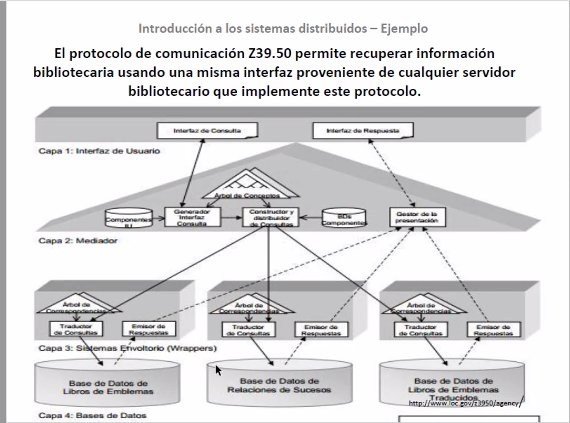 Introducción a los sistemas distribuidos – Ejemplo
El protocolo de comunicación Z39.50 permite recuperar información
bibliotecaria usando una misma interfaz proveniente de cualquier servidor
bibliotecario que implemente este protocolo.
Interfaz de Consulta
Interfaz de Respuesta
Capa 1: Interfaz de Usuario
Árbol de Conceptos
Componentes
IU
Generador
Interfaz
Consulta
Constructor y
distribuidor
de Consultas
BDs
Componentes
Gestor de la
presentación
Capa 2: Mediador
Árbol de
Correspondencias
Traductor
de Consultas
Emisor de
Respuestas
Árbol de
Correspondencias
Traductor
de Consultas
Emisor de
Respuestas
Árbol de
Correspondencias
Traductor
de Consultas
Emisor de
Respuestas
Capa 3: Sistemas Envoltorio (Wrappers)
Base de Datos de
Libros de Emblemas
Base de Datos de
Relaciones de Sucesos
Base de Datos de
Libros de Emblemas
Traducidos
http://www.loc.gov/z3950/agency/
Capa 4: Bases de Datos